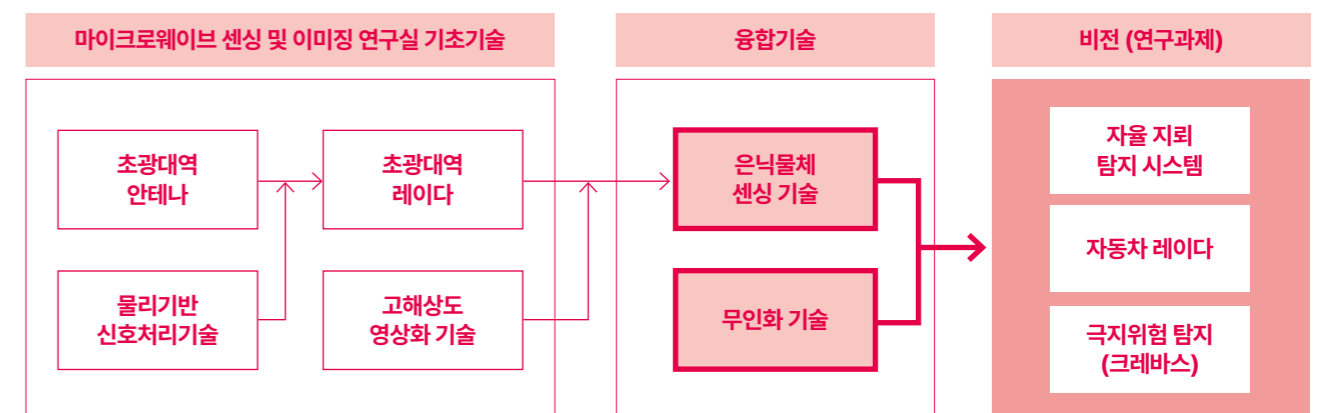 마이크로웨이브 센싱 및 이미징 연구실 기초기술
융합기술
비전 (연구과제)
초광대역
안테나
초광대역
레이다
물리기반
신호처리기술
고해상도
영상화 기술
은닉물체
센싱 기술
무인화 기술
자율 지뢰
탐지 시스템
자동차 레이다
극지위험 탐지
(크레바스)